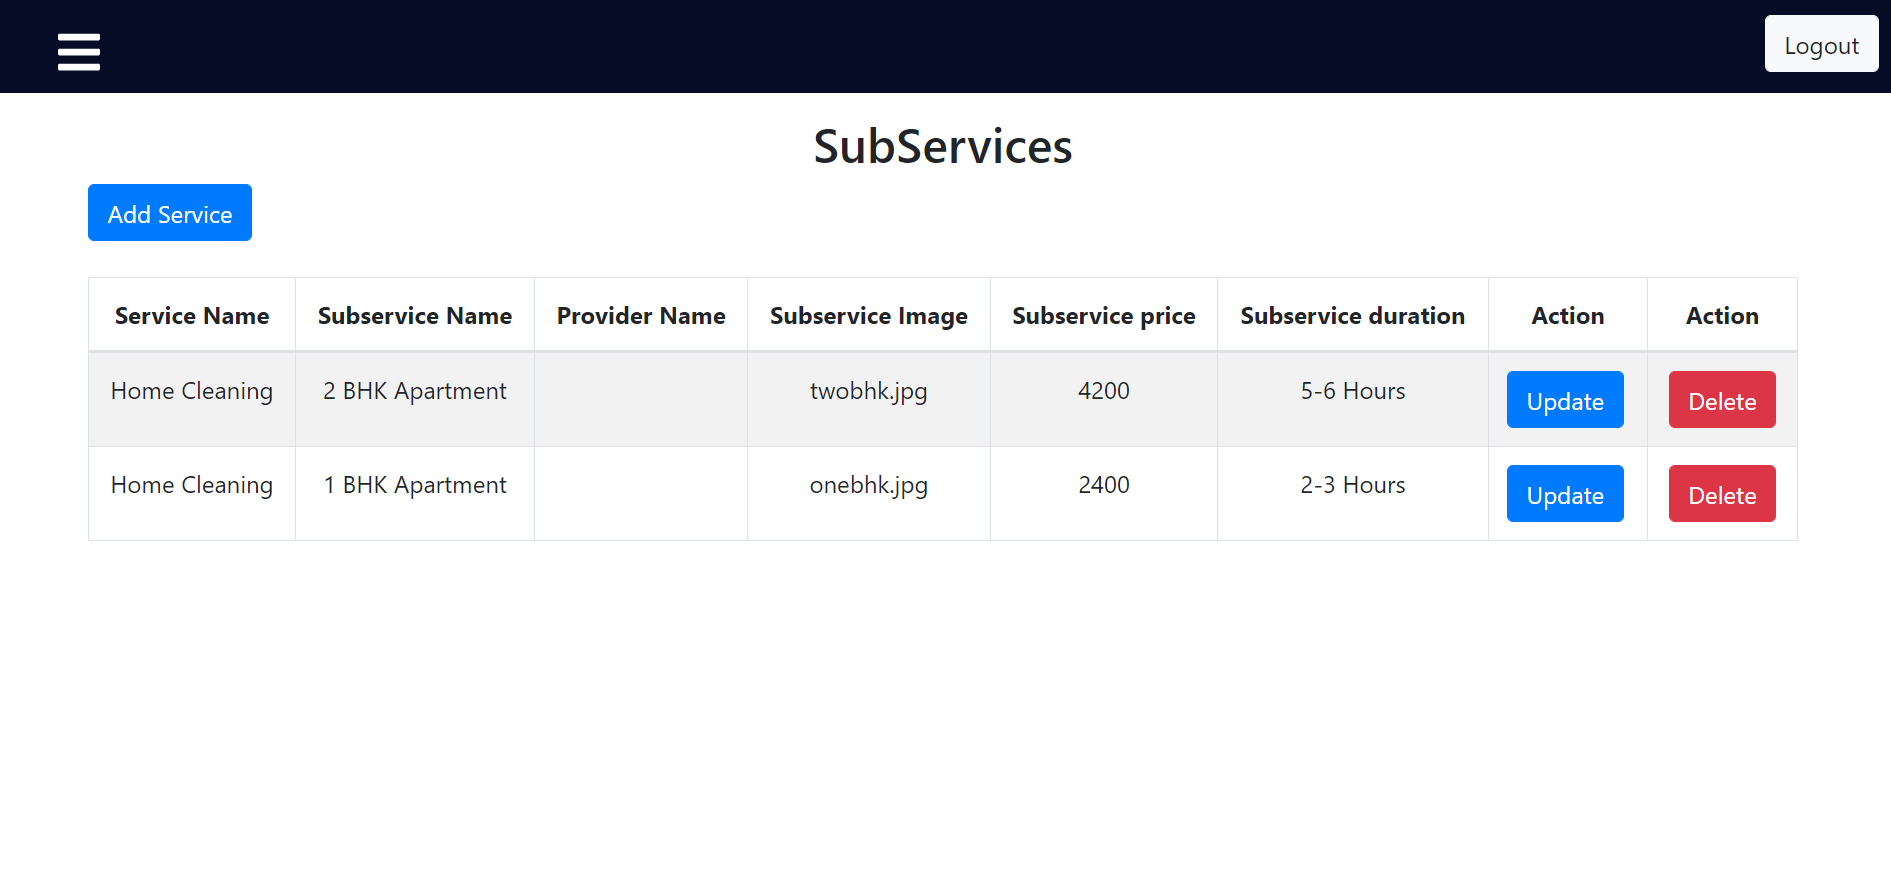 Logout
SubServices
Add Service
Service Name Subservice Name Provider Name Subservice Image Subservice price Subservice duration Action Action
Home Cleaning 2 BHK Apartment twobhk.jpg 4200 5-6 Hours Update Delete
Home Cleaning 1 BHK Apartment onebhk.jpg 2400 2-3 Hours Update Delete